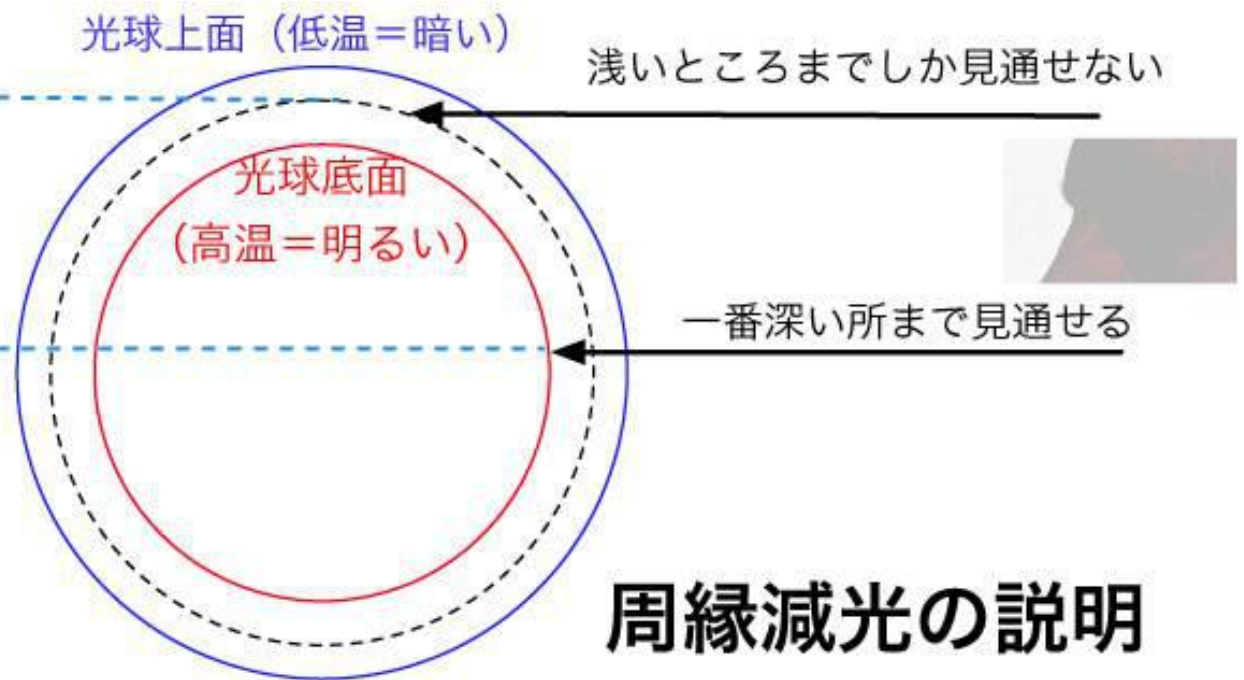 光球上面（低温＝暗い）
浅いところまでしか見通せない
光球底面
（高温＝明るい）
一番深い所まで見通せる
周縁減光の説明